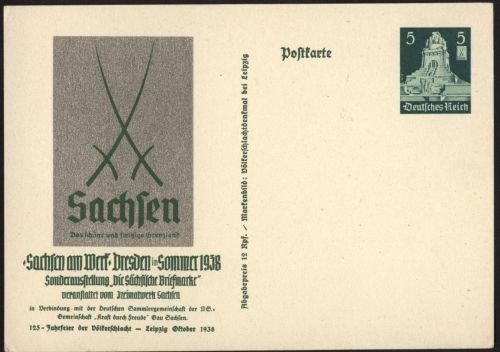 Sachsen
Das schöne und fleißige Grenzland
"Sachsen am Werk" Dresden im Sommer 1938
Sonderausstellung „Die Sächsische Briefmarke"
veranstaltet vom Heimatwerk Sachsen
in Verbindung mit der Deutschen Sammlergemeinschaft der NS.-
Gemeinschaft „Kraft durch Freude" Gau Sachsen.
125-Jahrfeier der Völkerschlacht — Leipzig Oktober 1938
Abgabepreis 12 Rpf. / Markenbild: Völkerschlachtdenkmal bei Leipzig
Postkarte
5 5
Deutsches Reich